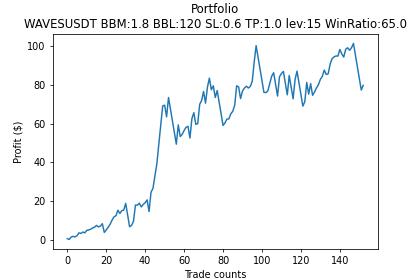 Portfolio
WAVESUSDT BBM:1.8 BBL:120 SL:0.6 TP:1.0 lev:15 WinRatio:65.0
100
80
60
40
20
0
Profit ($)
0 20 40 60 80 100 120 140
Trade counts